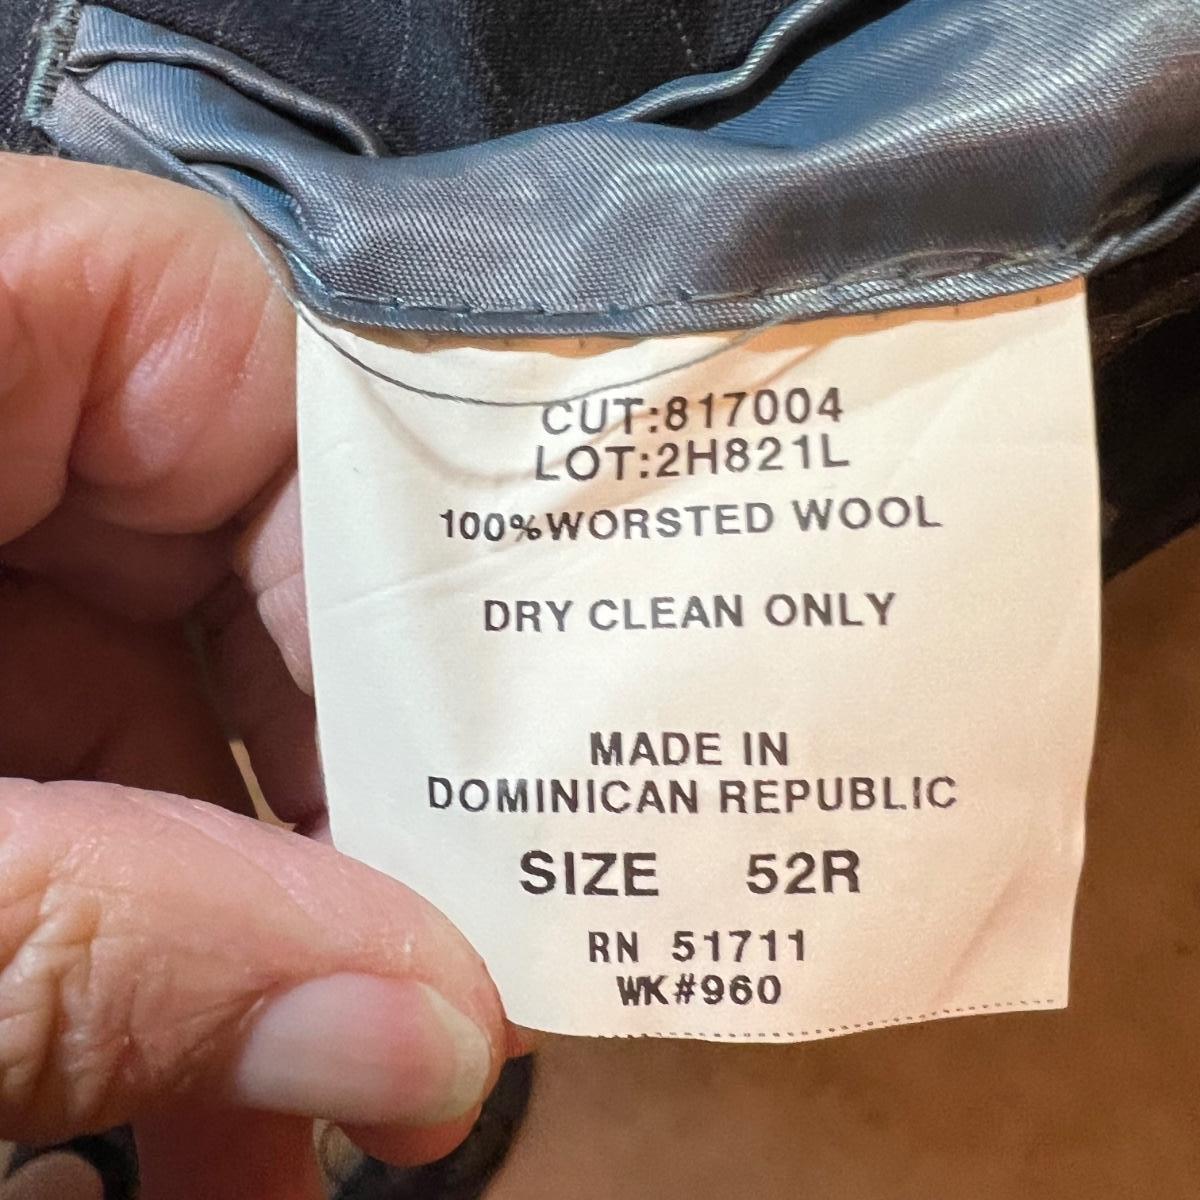 CUT:817004
LOT:2H821L
100%WORSTED WOOL
DRY CLEAN ONLY
MADE IN
DOMINICAN REPUBLIC
SIZE 52R
RN 51711
WK#960